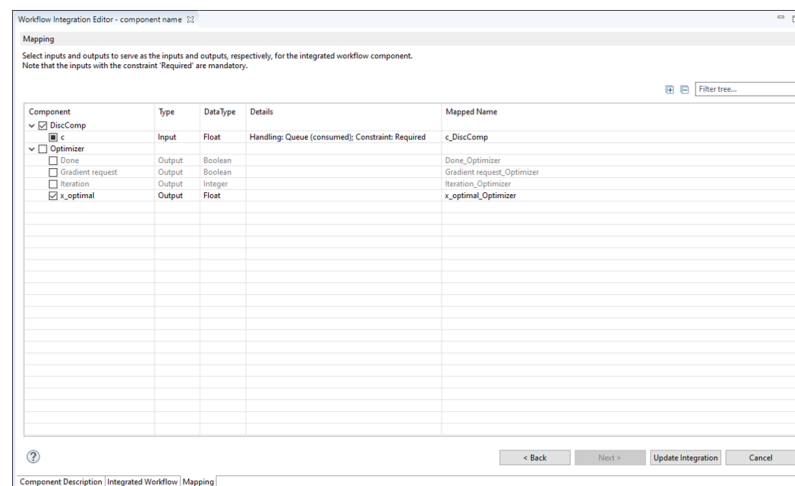 Workflow Integration Editor - component name
Mapping
Select inputs and outputs to serve as the inputs and outputs, respectively, for the integrated workflow component.
Note that the inputs with the constraint 'Required' are mandatory.
Filter tree...
Component Type DataType Details Mapped Name
DiscComp
c Input Float Handling: Queue (consumed); Constraint: Required c_DiscComp
Optimizer
Done Output Boolean Done_Optimizer
Gradient request Output Boolean Gradient request_Optimizer
Iteration Output Integer Iteration_Optimizer
x_optimal Output Float x_optimal_Optimizer
? < Back Next > Update Integration Cancel
Component Description Integrated Workflow Mapping